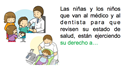 Las niñas y los niños
que van al médico y al
dentista para que
revisen su estado de
salud, están ejerciendo
su derecho a...